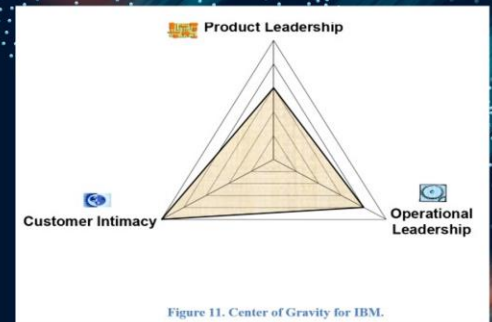 Product Leadership
Customer Intimacy
Operational
Leadership
Figure 11. Center of Gravity for IBM.